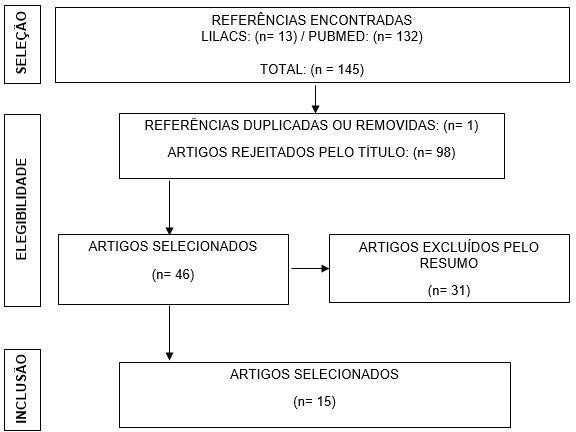 SELEÇÃO
REFERÊNCIAS ENCONTRADAS
LILACS: (n= 13) / PUBMED: (n= 132)
TOTAL: (n = 145)
ELEGIBILIDADE
REFERÊNCIAS DUPLICADAS OU REMOVIDAS: (n= 1)
ARTIGOS REJEITADOS PELO TÍTULO: (n= 98)
ARTIGOS SELECIONADOS
(n= 46)
ARTIGOS EXCLUÍDOS PELO
RESUMO
(n= 31)
INCLUSÃO
ARTIGOS SELECIONADOS
(n= 15)